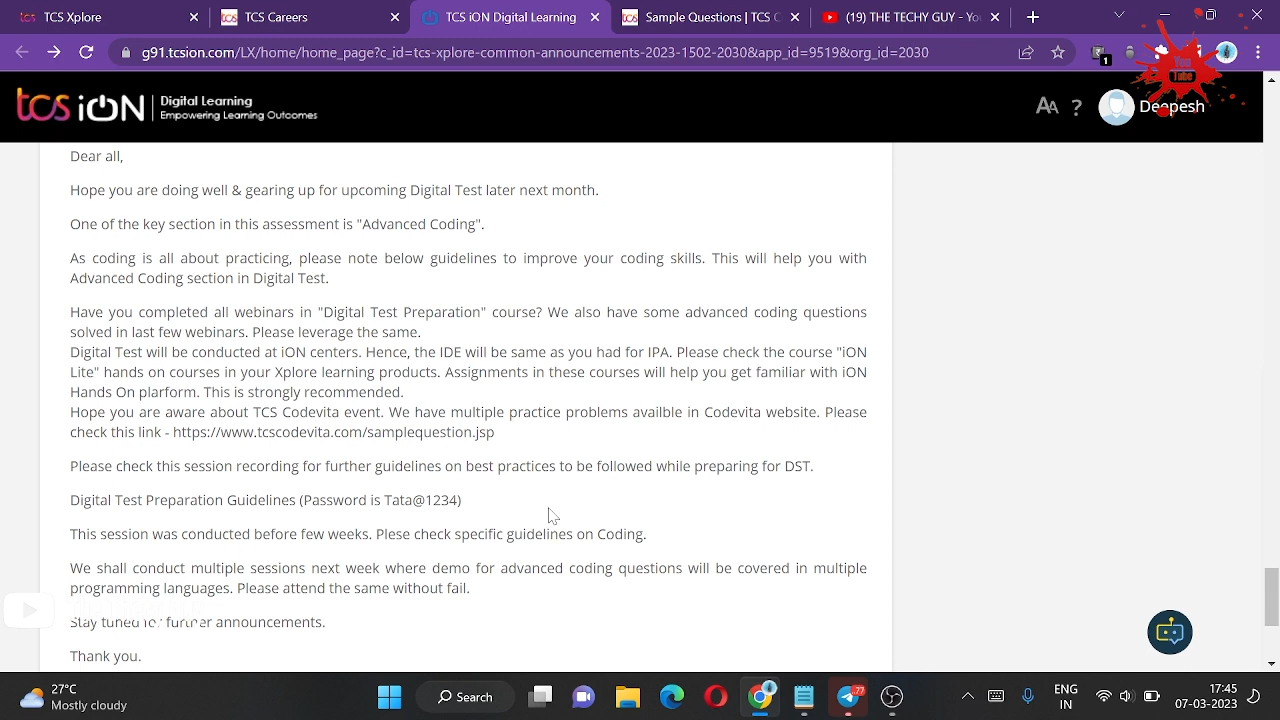 TCS Xplore
TCS Careers
TCS iON Digital Learning
Sample Question | TCS C
(19) THE TECHY GUY - You
g91.tcsion.com/LX/home/home_page?c_id=tcs-xplore-common-announcements-2023-1502-2030&app_id=9519&org_id=2030
1
You
Tube
tcs iON
Digital Learning
Empowering Learning Outcomes
AA ? Deepesh
Dear all,
Hope you are doing well & gearing up for upcoming Digital Test later next month.
One of the key section in this assessment is "Advanced Coding".
As coding is all about practicing, please note below guidelines to improve your coding skills. This will help you with
Advanced Coding section in Digital Test.
Have you completed all webinars in "Digital Test Preparation" course? We also have some advanced coding questions
solved in last few webinars. Please leverage the same.
Digital Test will be conducted at iON centers. Hence, the IDE will be same as you had for IPA. Please check the course "iON
Lite" hands on courses in your Xplore learning products. Assignments in these courses will help you get familiar with iON
Hands On plarform. This is strongly recommended.
Hope you are aware about TCS Codevita event. We have multiple practice problems availble in Codevita website. Please
check this link - https://www.tcscodevita.com/samplequestion.jsp
Please check this session recording for further guidelines on best practices to be followed while preparing for DST.
Digital Test Preparation Guidelines (Password is Tata@1234)
This session was conducted before few weeks. Plese check specific guidelines on Coding.
We shall conduct multiple sessions next week where demo for advanced coding questions will be covered in multiple
programming languages. Please attend the same without fail.
Stay tuned for further announcements.
Thank you.
27°C
Mostly cloudy
Search
77
ENG
IN
17:45
07-03-2023